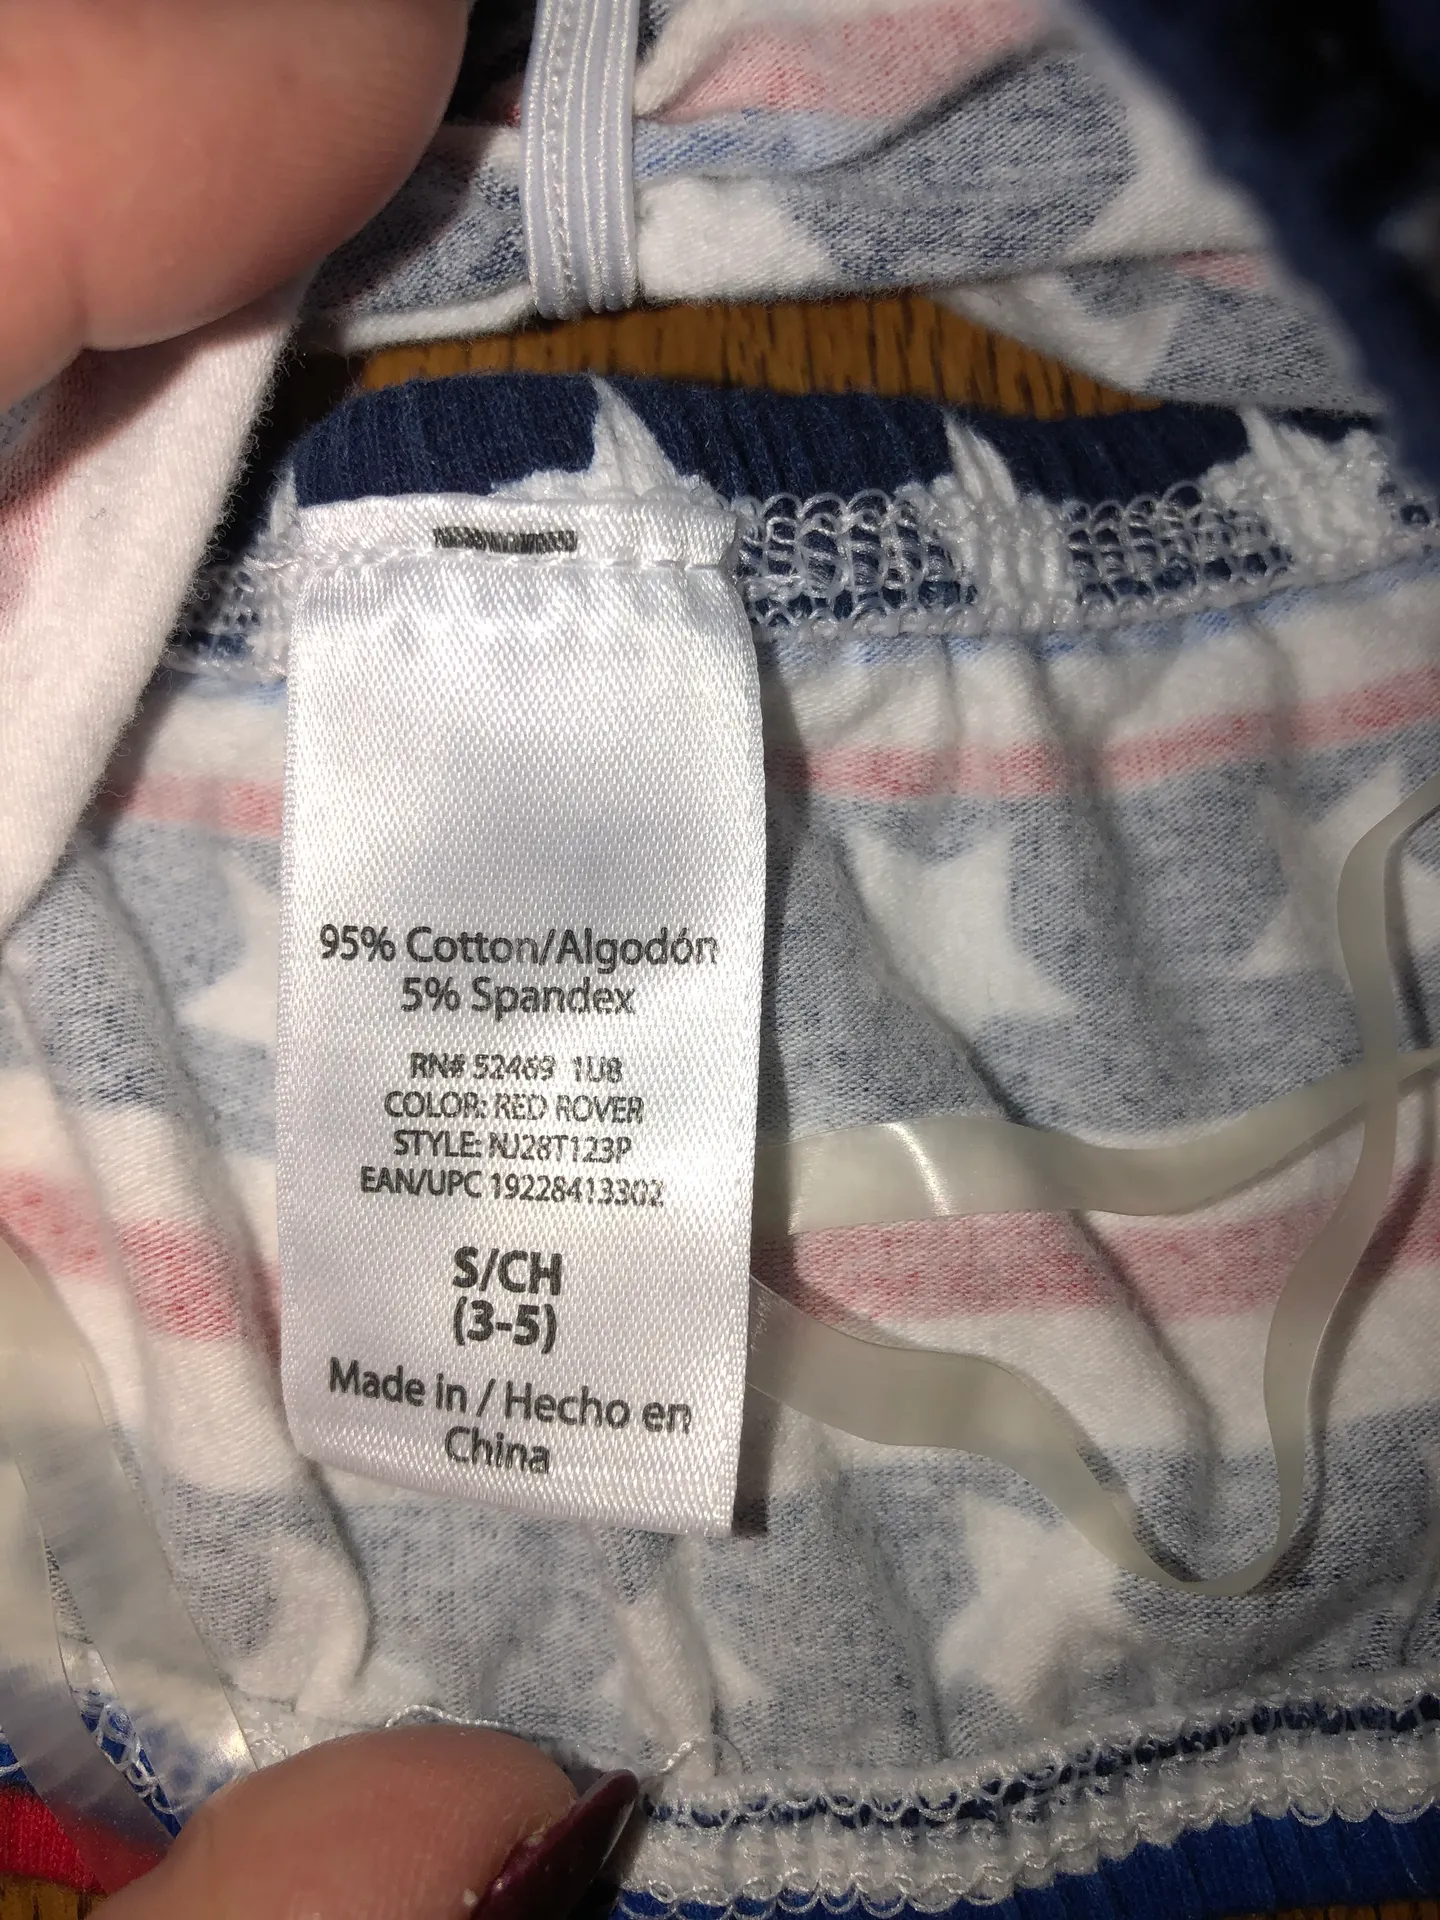 95% Cotton/Algodón
5% Spandex
RN# 52469 1U8
COLOR: RED ROVER
STYLE: NJ28T123P
EAN/UPC 19228413302
S/CH
(3-5)
Made in / Hecho en
China